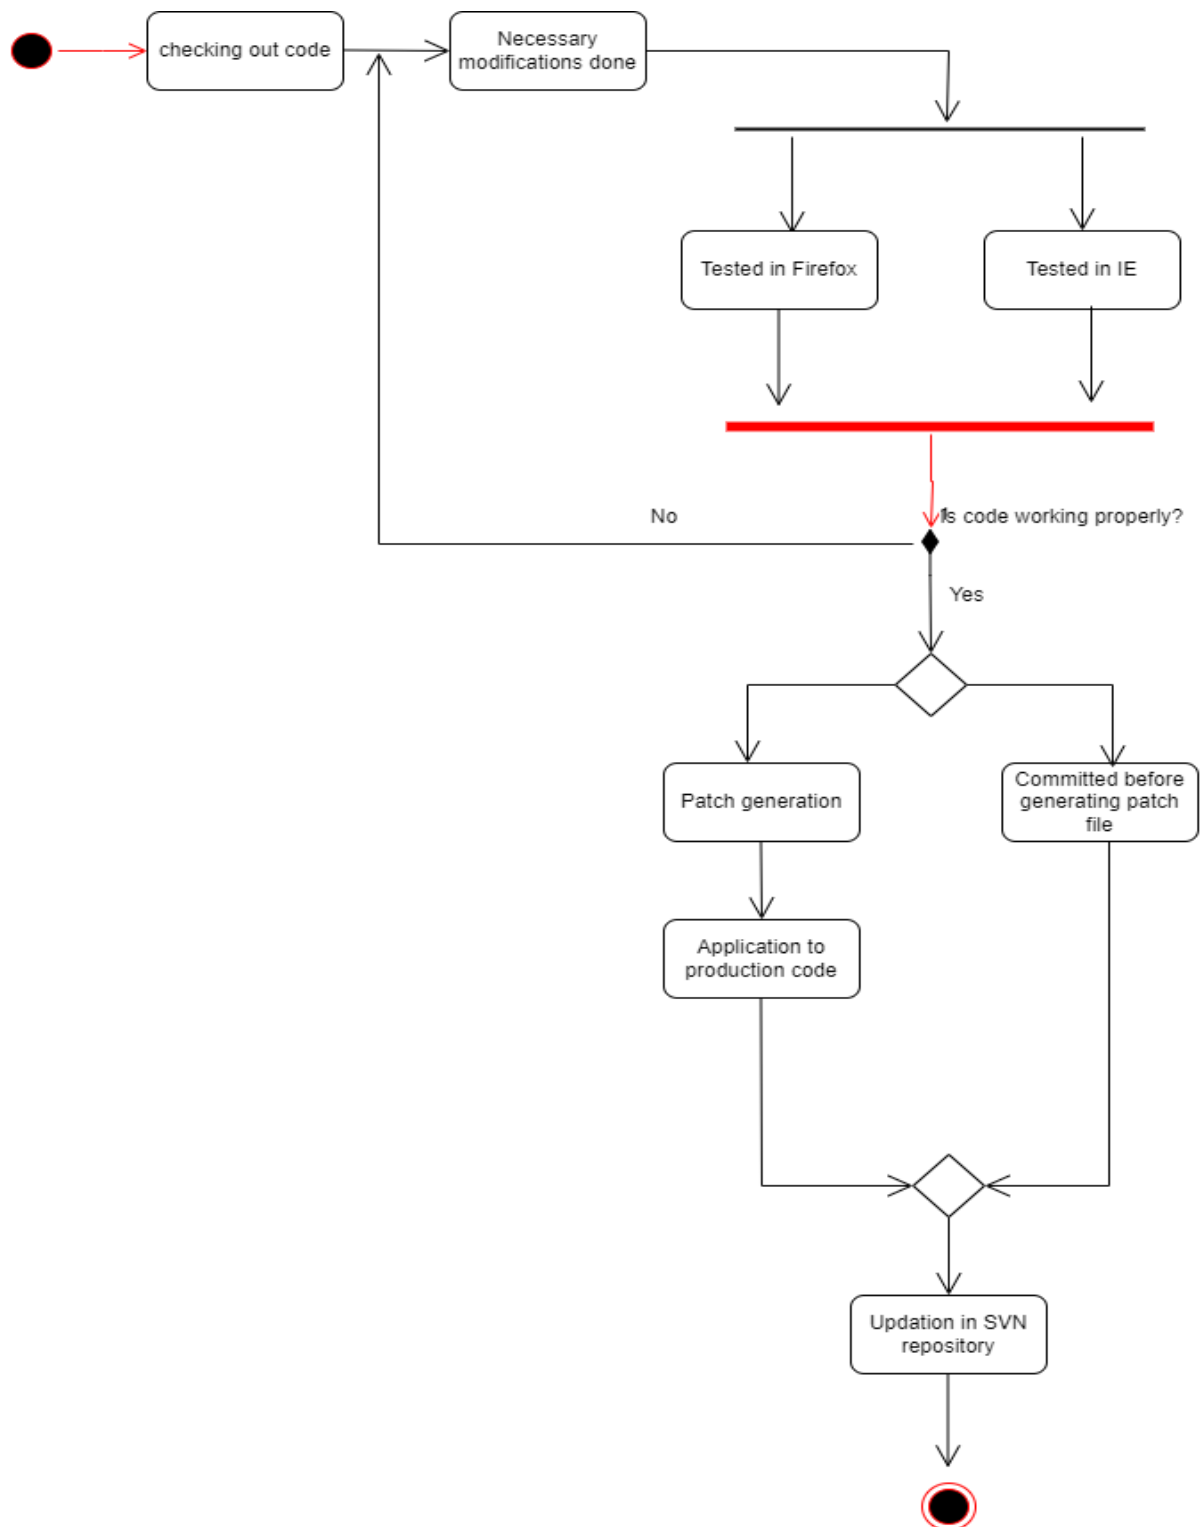 checking out code
Necessary
modifications done
Tested in Firefox
Tested in IE
No
Is code working properly?
Yes
Patch generation
Committed before
generating patch
file
Application to
production code
Updation in SVN
repository